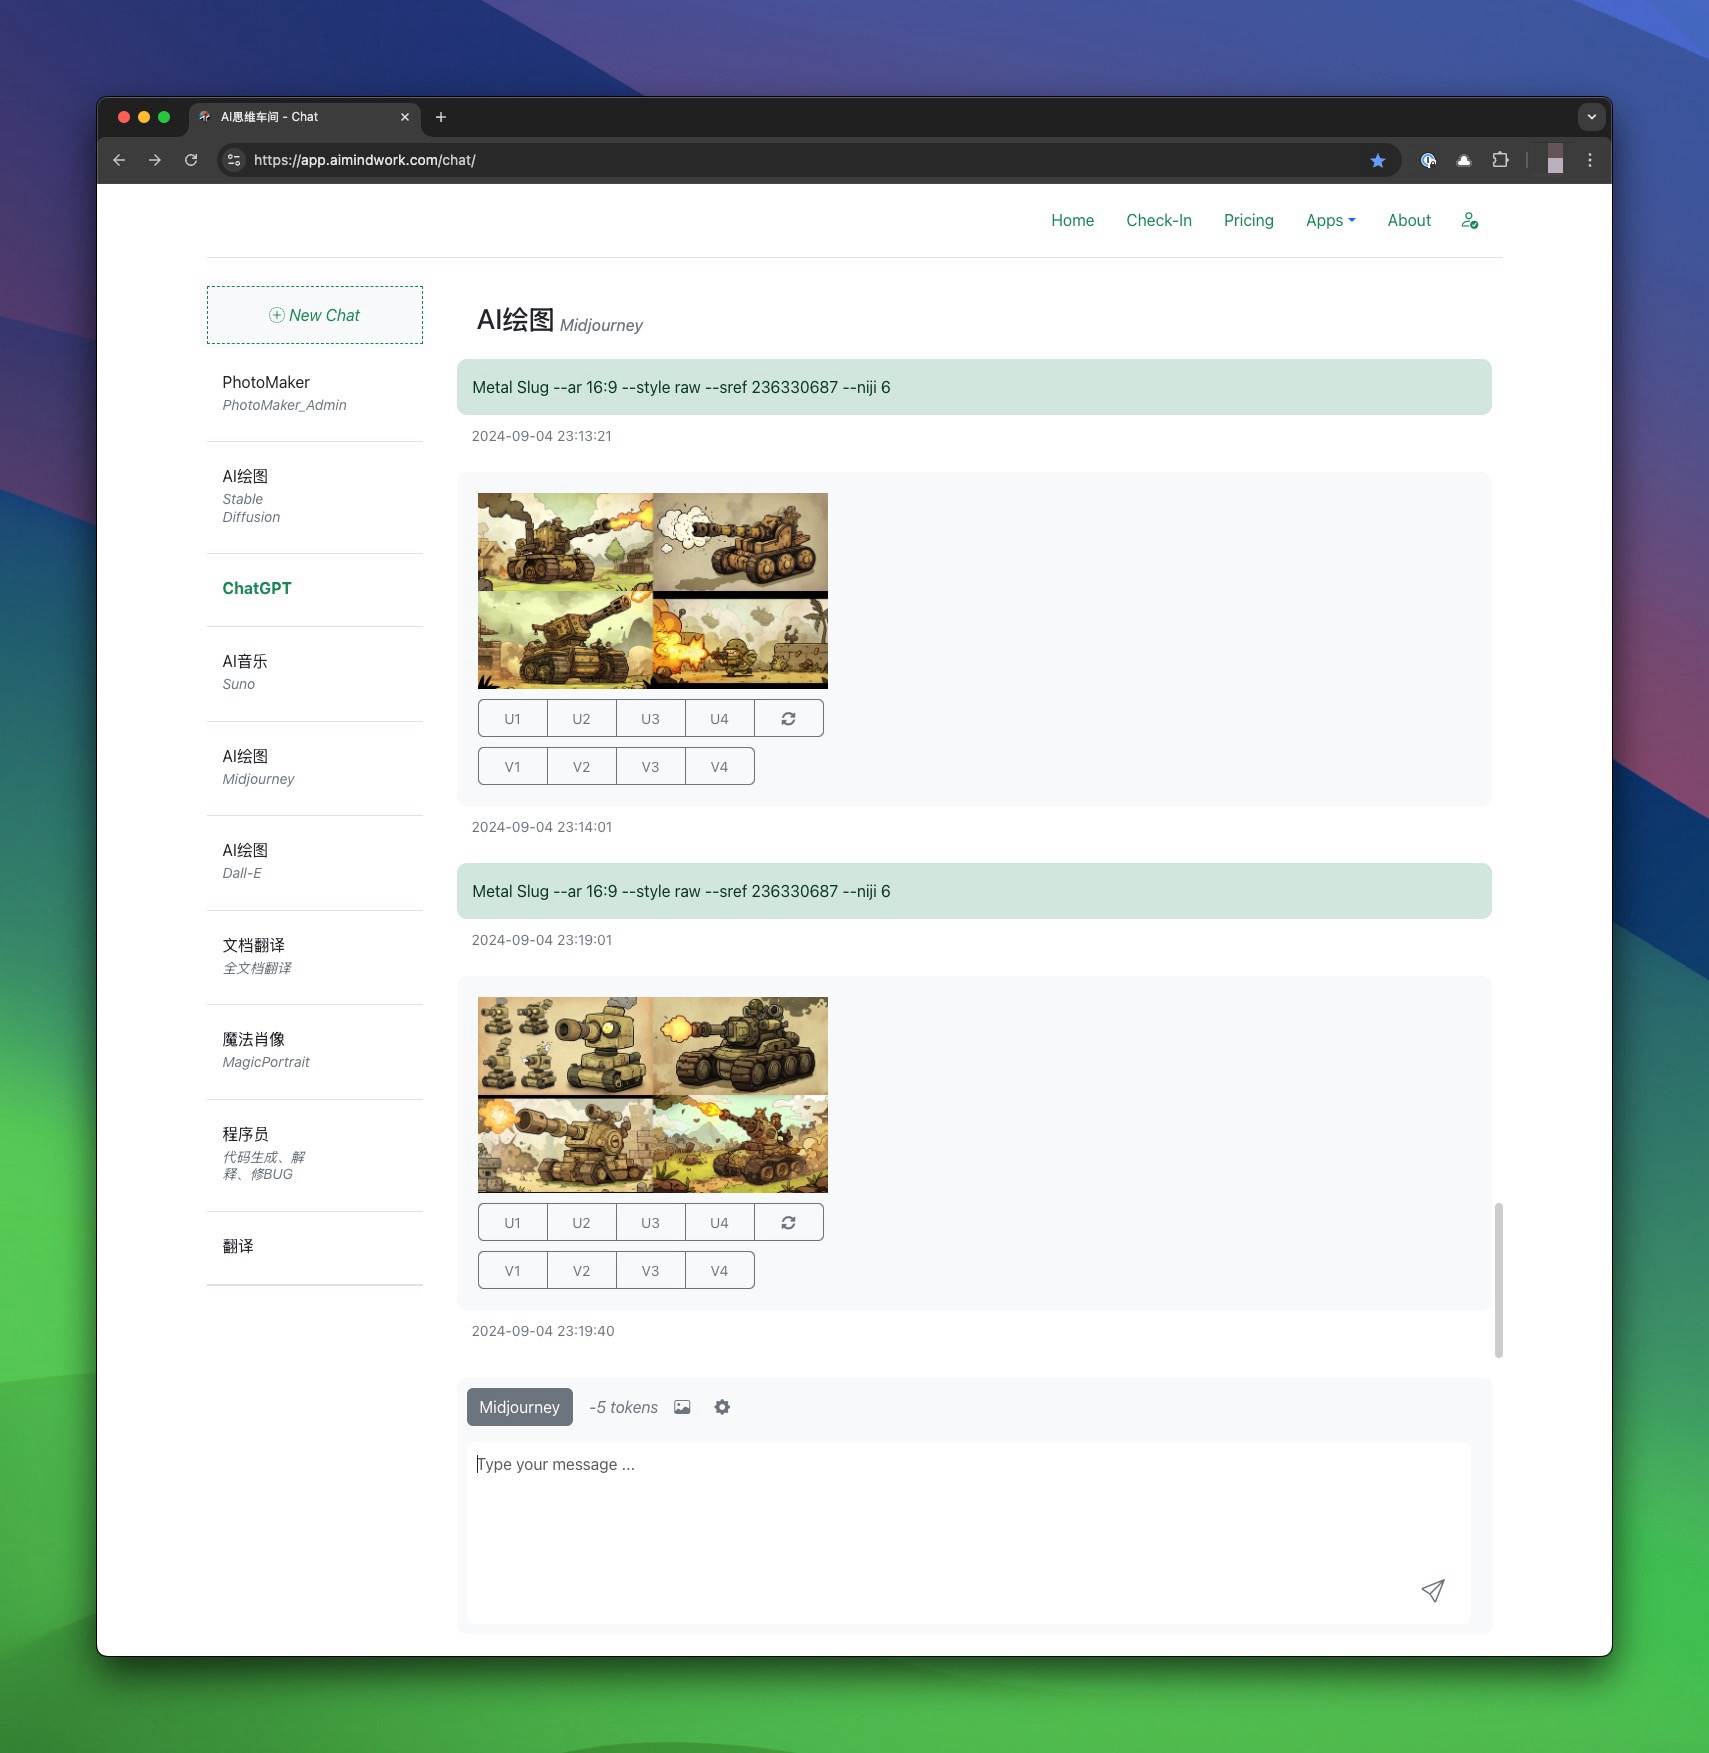 AI思维车间 - Chat
https://app.aimindwork.com/chat/
Home Check-In Pricing Apps About
New Chat
PhotoMaker
PhotoMaker_Admin
AI绘图
Stable
Diffusion
ChatGPT
AI音乐
Suno
AI绘图
Midjourney
AI绘图
Dall-E
文档翻译
全文档翻译
魔法肖像
MagicPortrait
程序员
代码生成、解
释、修BUG
翻译
AI绘图 Midjourney
Metal Slug --ar 16:9 --style raw --sref 236330687 --niji 6
2024-09-04 23:13:21
U1 U2 U3 U4
V1 V2 V3 V4
2024-09-04 23:14:01
Metal Slug --ar 16:9 --style raw --sref 236330687 --niji 6
2024-09-04 23:19:01
U1 U2 U3 U4
V1 V2 V3 V4
2024-09-04 23:19:40
Midjourney -5 tokens
Type your message ...